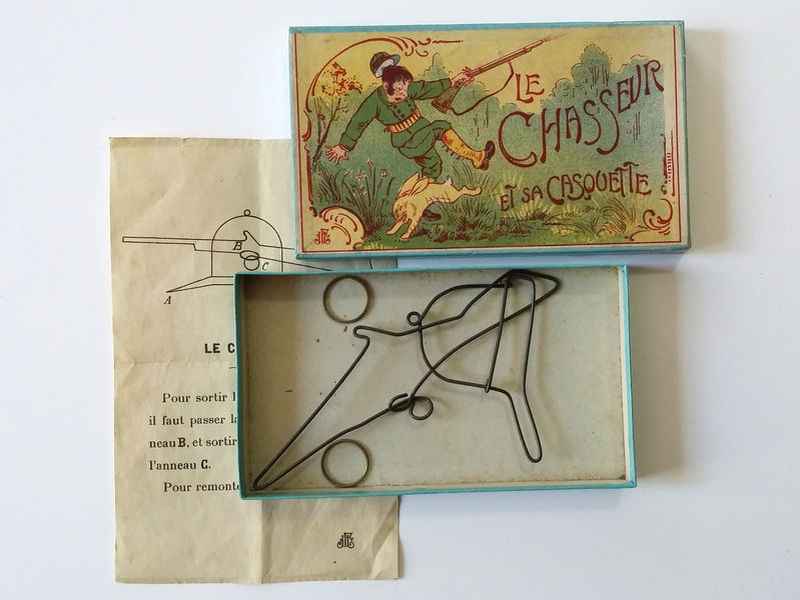 LE
CHASSEUR
ET SA CASQUETTE
B
C
A
LE C
Pour sortir l
il faut passer la
neau B, et sortir
l'anneau C.
Pour remonte